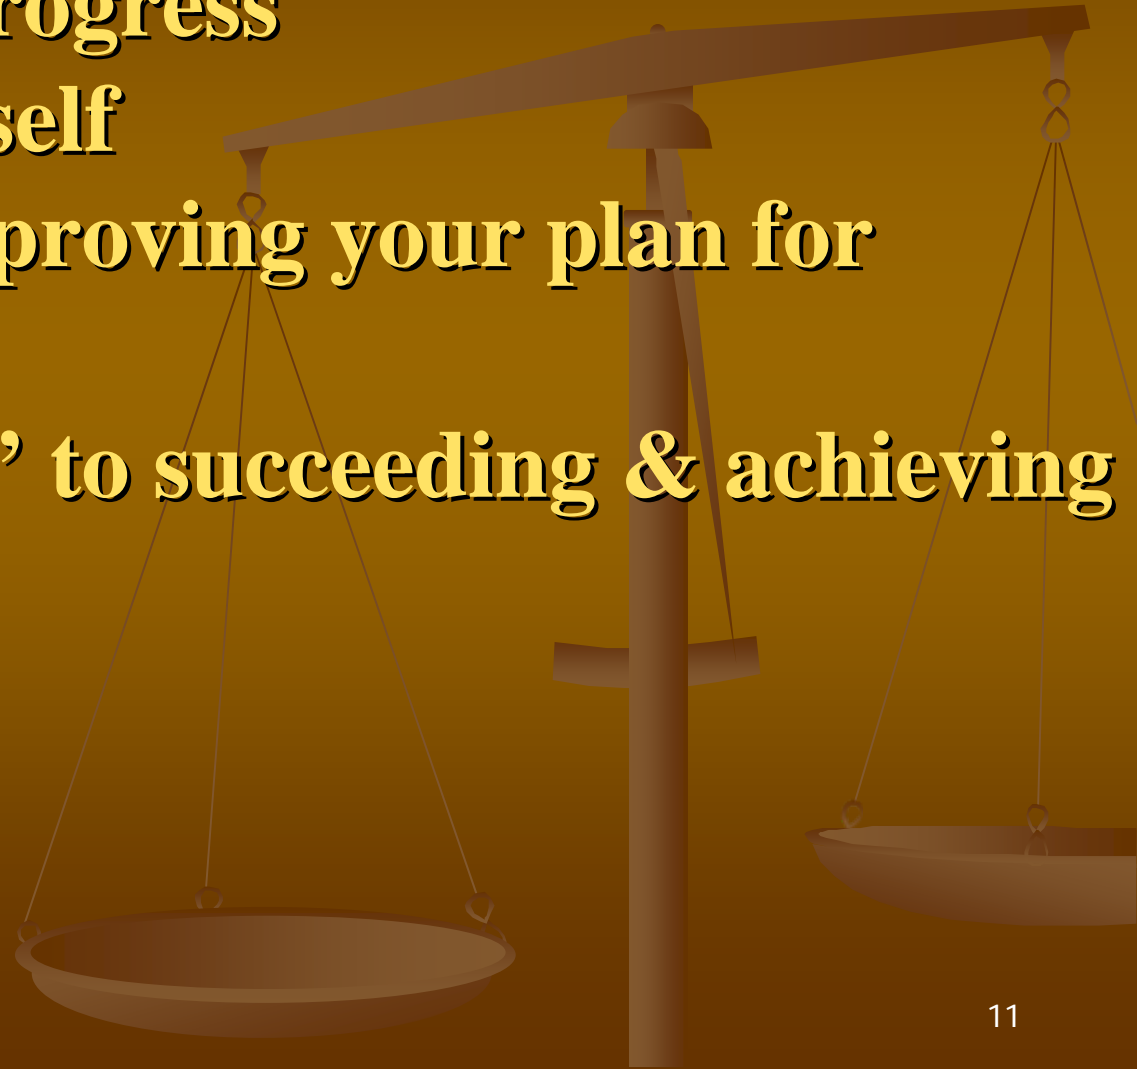 rogress
self
proving your plan for
’ to succeeding & achieving
11